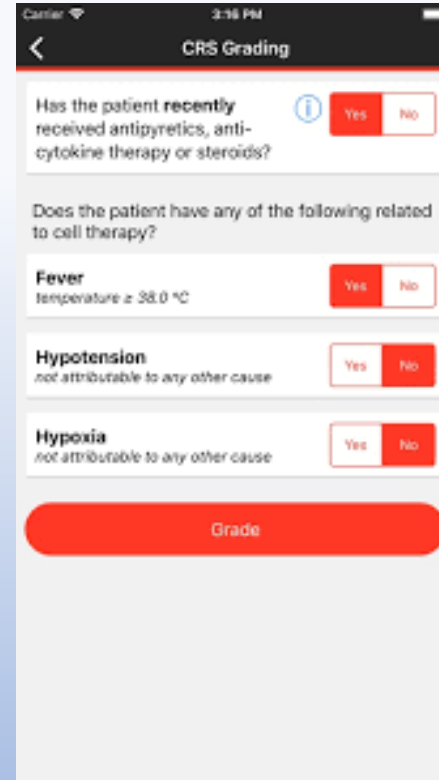 Carrier 3:16 PM
CRS Grading
Has the patient recently
received antipyretics, anti-
cytokine therapy or steroids?
Yes No
Does the patient have any of the following related
to cell therapy?
Fever
temperature ≥ 38.0 °C
Yes No
Hypotension
not attributable to any other cause
Yes No
Hypoxia
not attributable to any other cause
Yes No
Grade